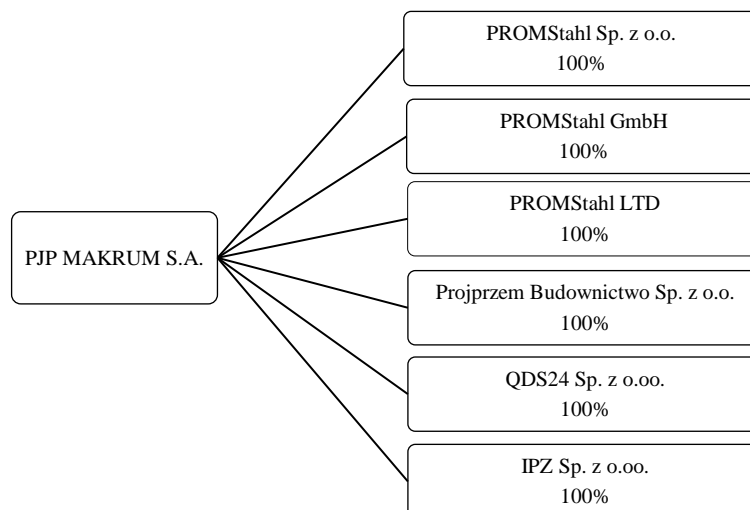 PROMStahl Sp. z o.o.
100%
PROMStahl GmbH
100%
PROMStahl LTD
100%
PJP MAKRUM S.A.
Projprzem Budownictwo Sp. z o.o.
100%
QDS24 Sp. z o.oo.
100%
IPZ Sp. z o.oo.
100%